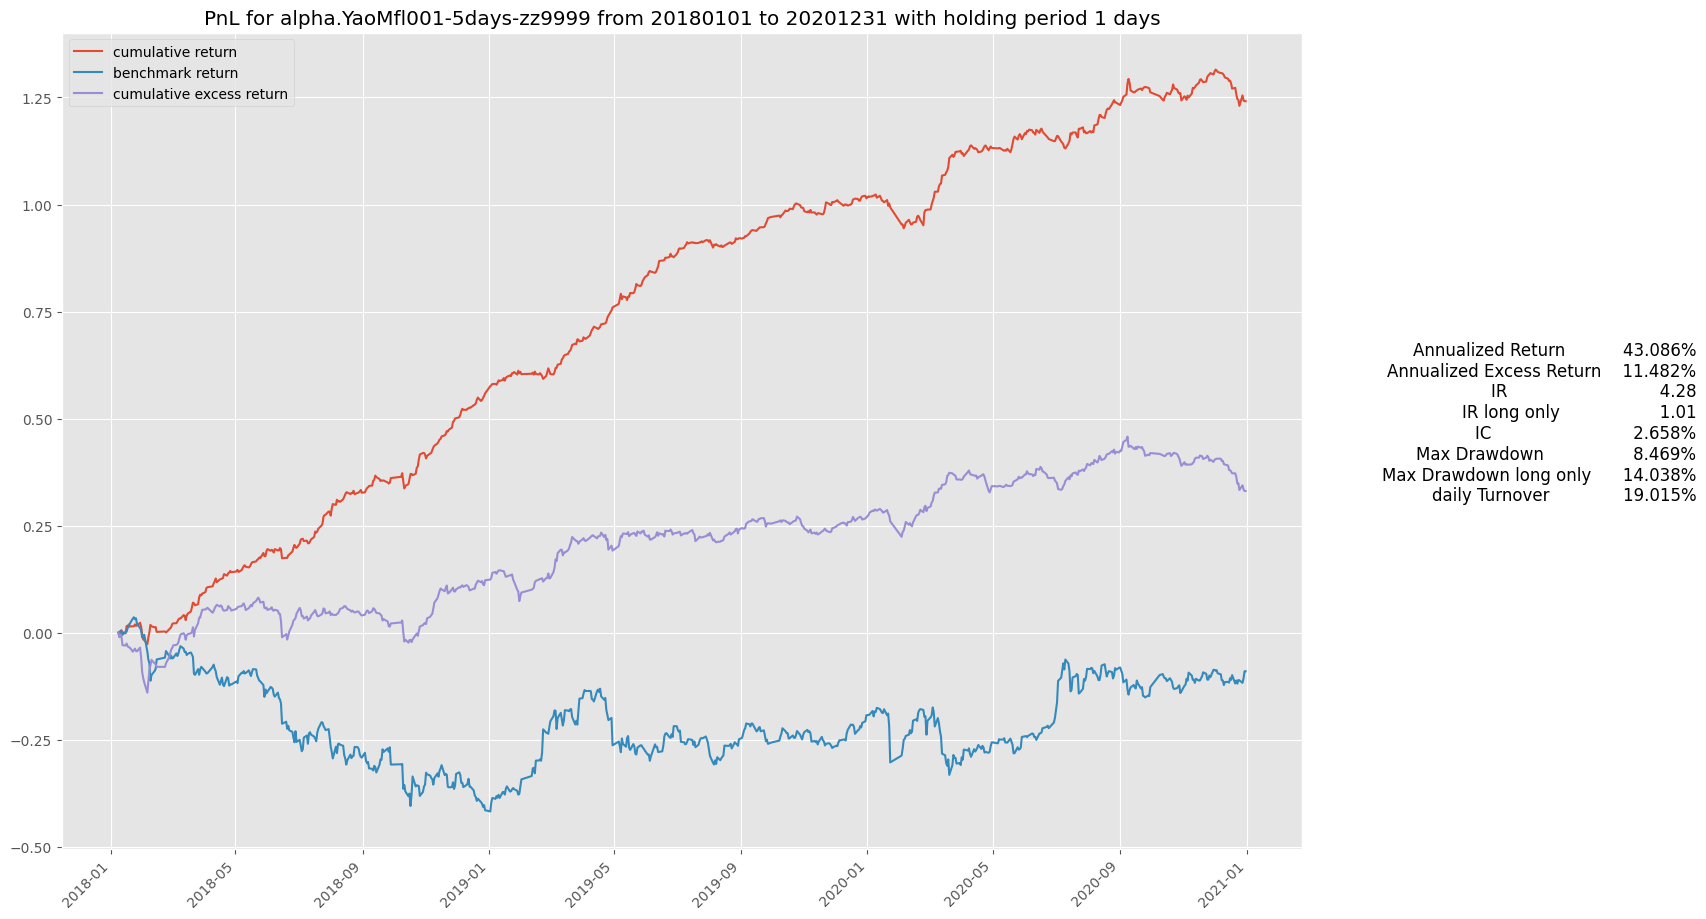 PnL for alpha.YaoMfl001-5days-zz9999 from 20180101 to 20201231 with holding period 1 days
cumulative return
benchmark return
cumulative excess return
1.25
1.00
0.75
0.50
0.25
0.00
−0.25
−0.50
2018-01
2018-05
2018-09
2019-01
2019-05
2019-09
2020-01
2020-05
2020-09
2021-01
Annualized Return 43.086%
Annualized Excess Return 11.482%
IR 4.28
IR long only 1.01
IC 2.658%
Max Drawdown 8.469%
Max Drawdown long only 14.038%
daily Turnover 19.015%